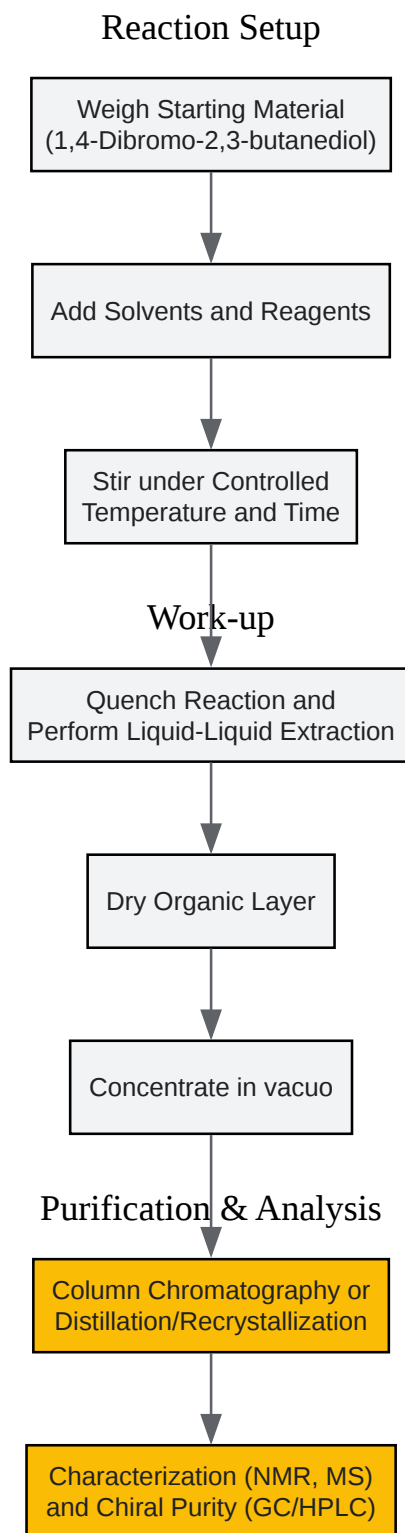 Reaction Setup
Weigh Starting Material
(1,4-Dibromo-2,3-butanediol)
Add Solvents and Reagents
Stir under Controlled
Temperature and Time
Work-up
Quench Reaction and
Perform Liquid-Liquid Extraction
Dry Organic Layer
Concentrate in vacuo
Purification & Analysis
Column Chromatography or
Distillation/Recrystallization
Characterization (NMR, MS)
and Chiral Purity (GC/HPLC)